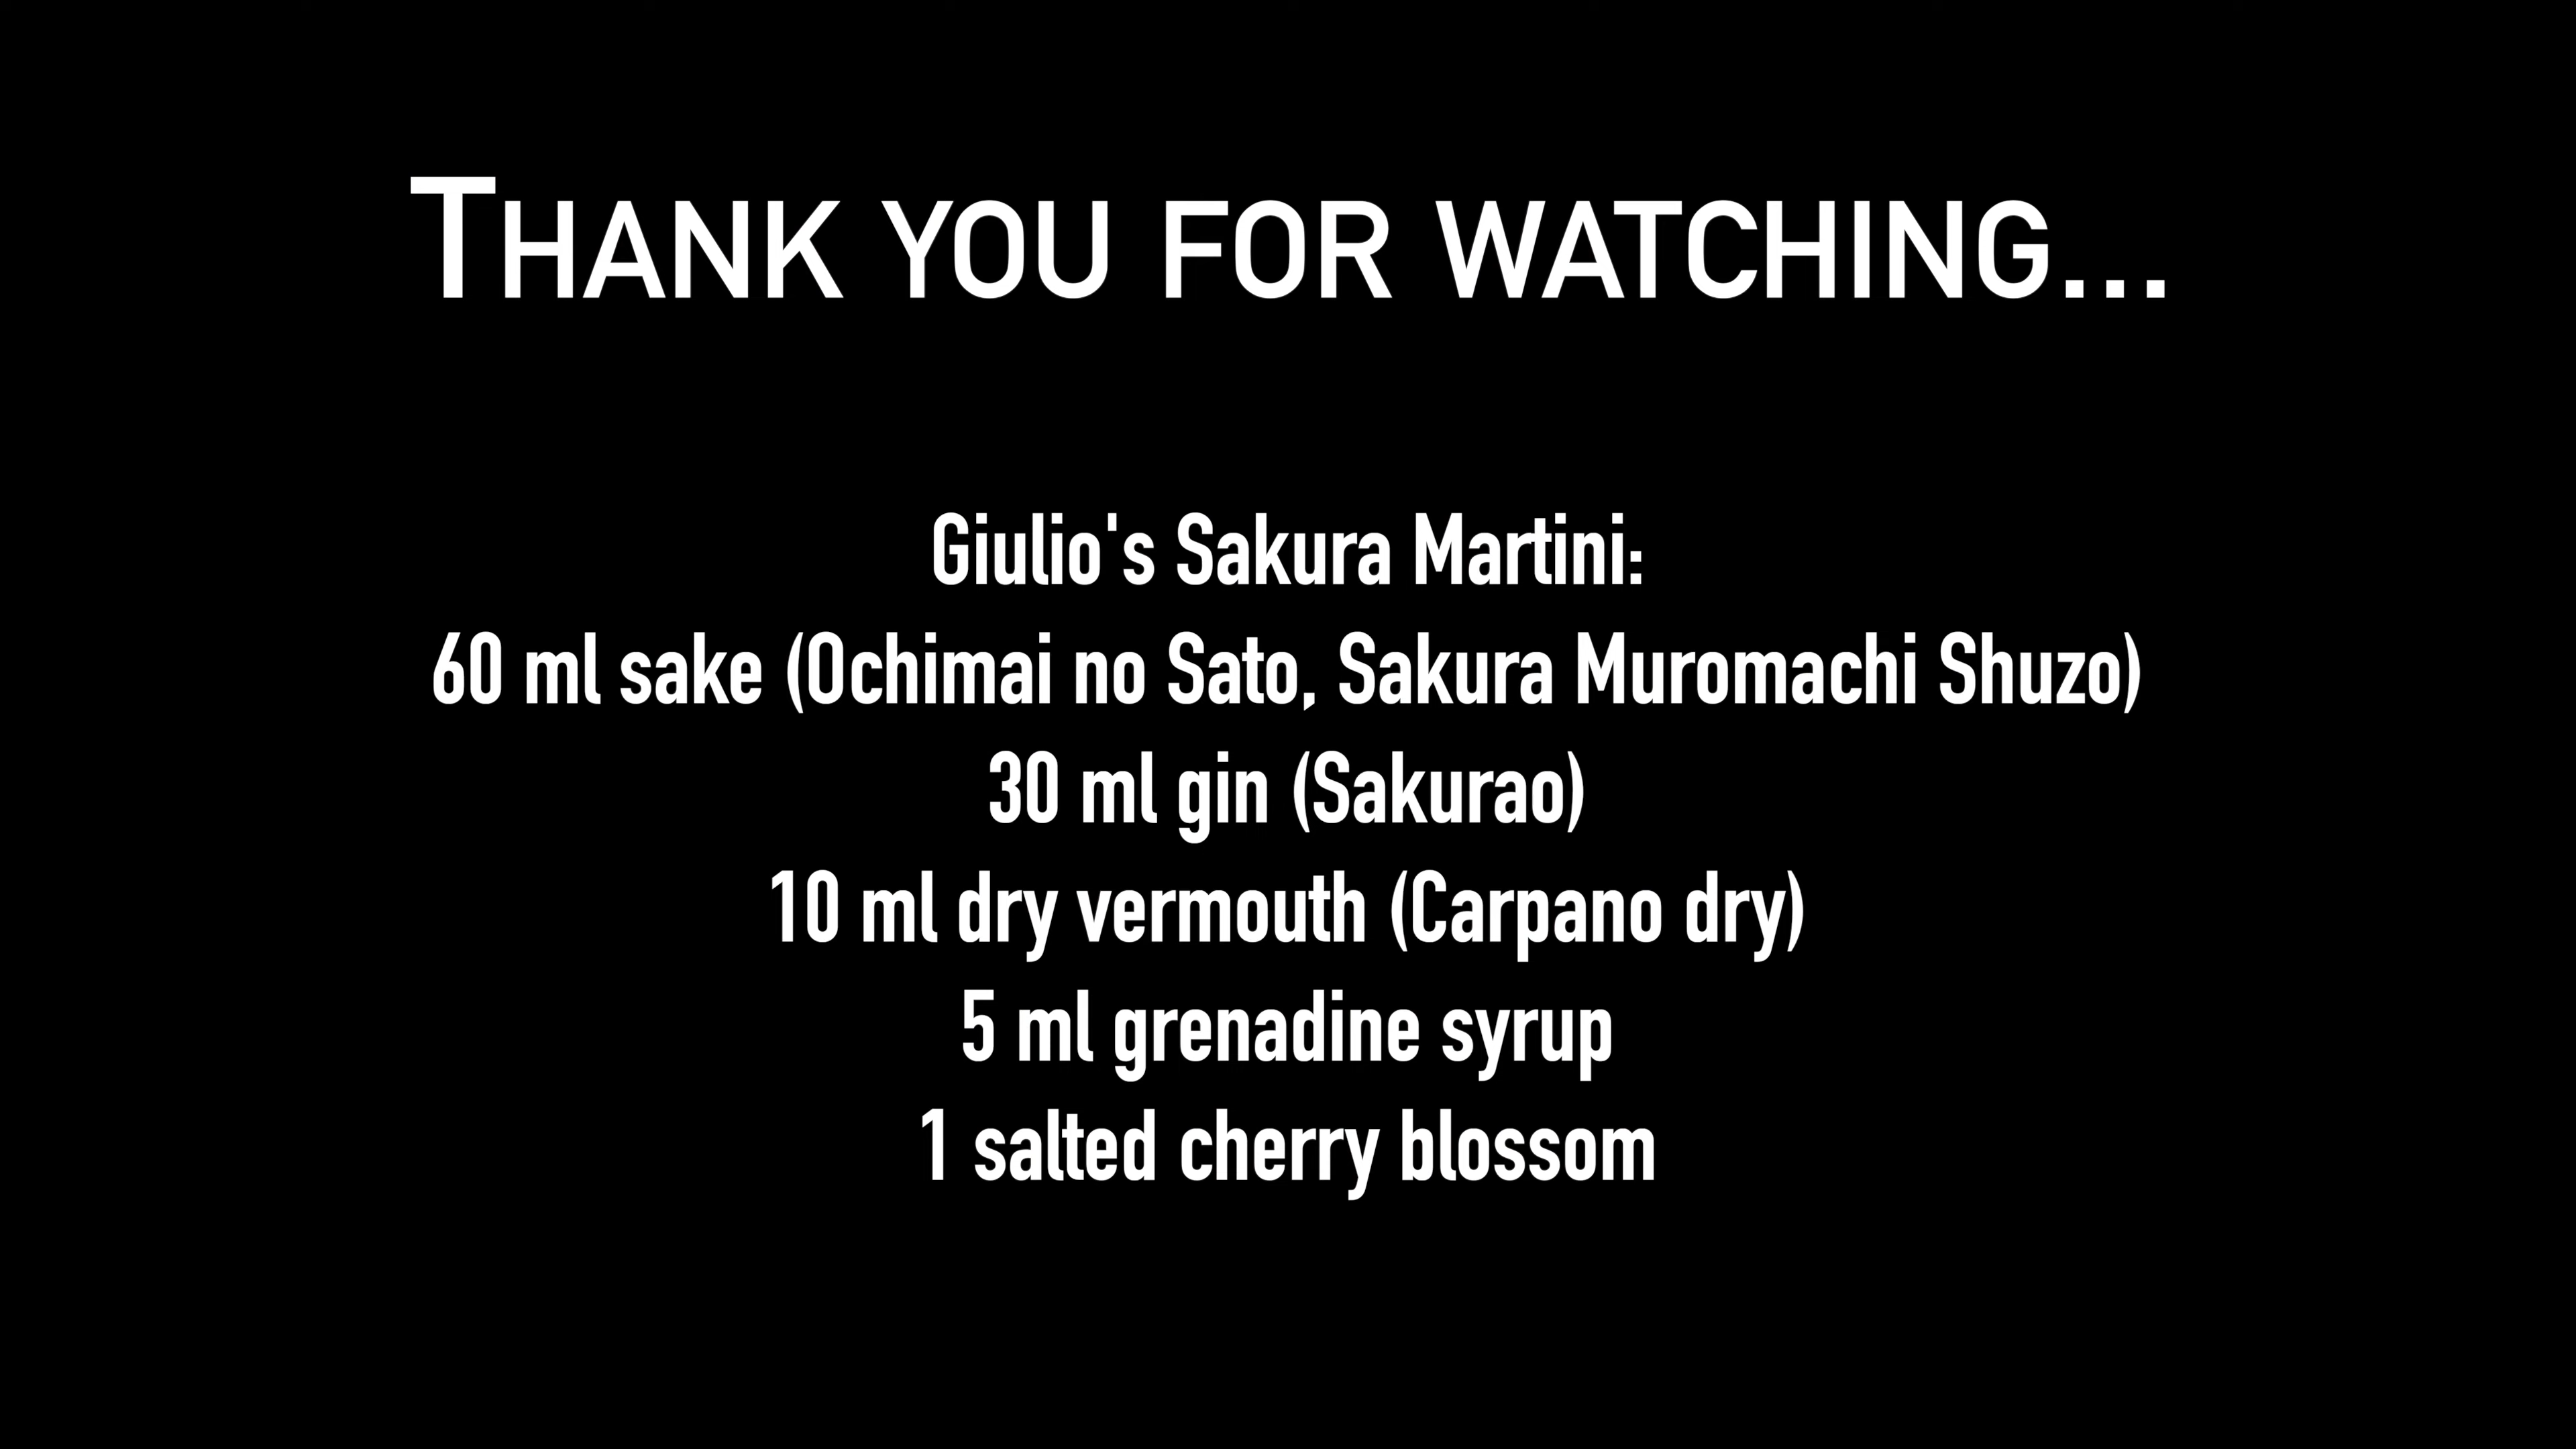 THANK YOU FOR WATCHING...
Giulio's Sakura Martini:
60 ml sake (Ochimai no Sato, Sakura Muromachi Shuzo)
30 ml gin (Sakurao)
10 ml dry vermouth (Carpano dry)
5 ml grenadine syrup
1 salted cherry blossom